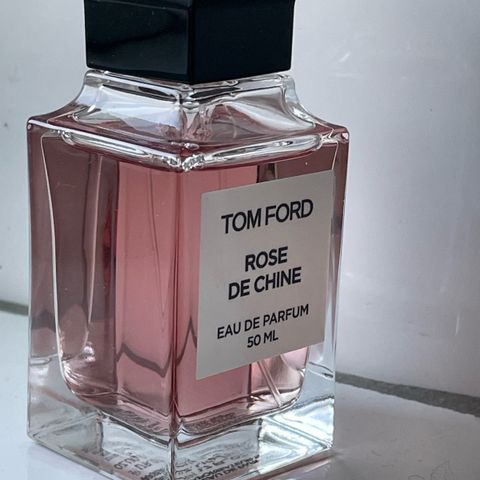 TOM FORD
ROSE
DE CHINE
EAU DE PARFUM
50 ML